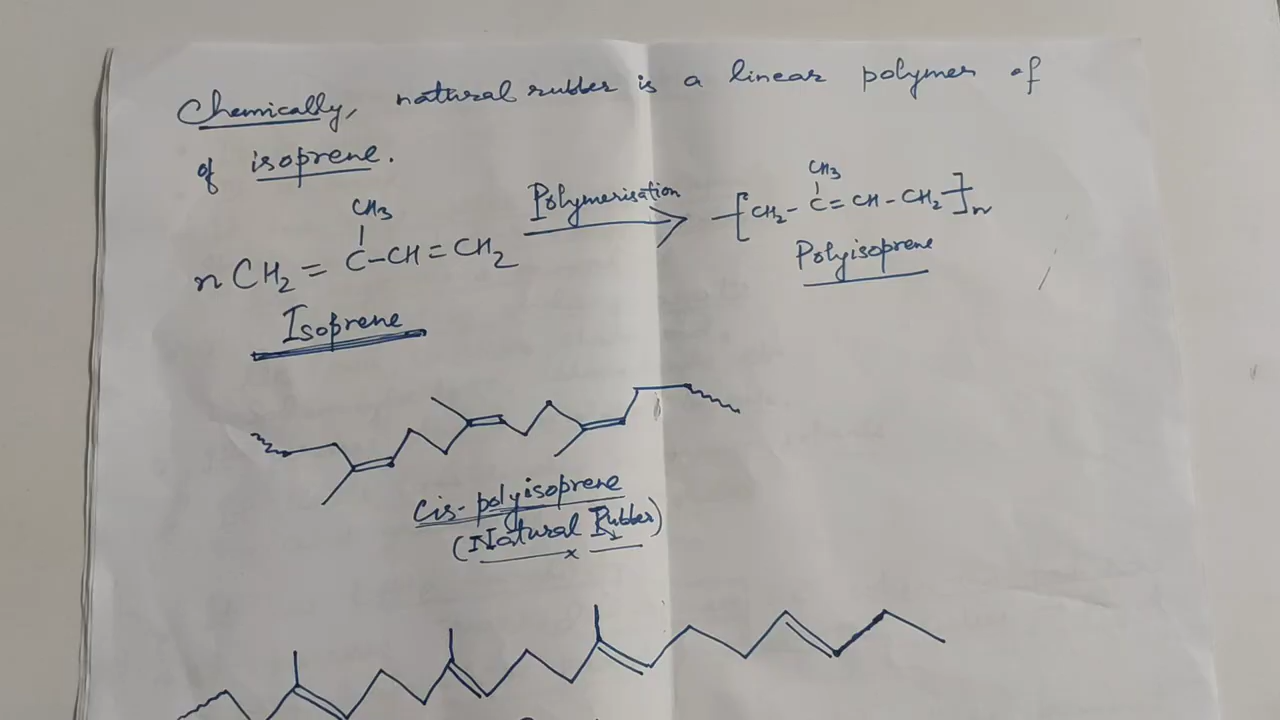 Chemically, natural rubber is a linear polymer of
of isoprene.
CH3
nCH2 = C-CH=CH2
Isoprene
Polymerisation
CH3
-[CH2-C=CH-CH2-]n
Polyisoprene
Cis-polyisoprene
(Natural Rubber)